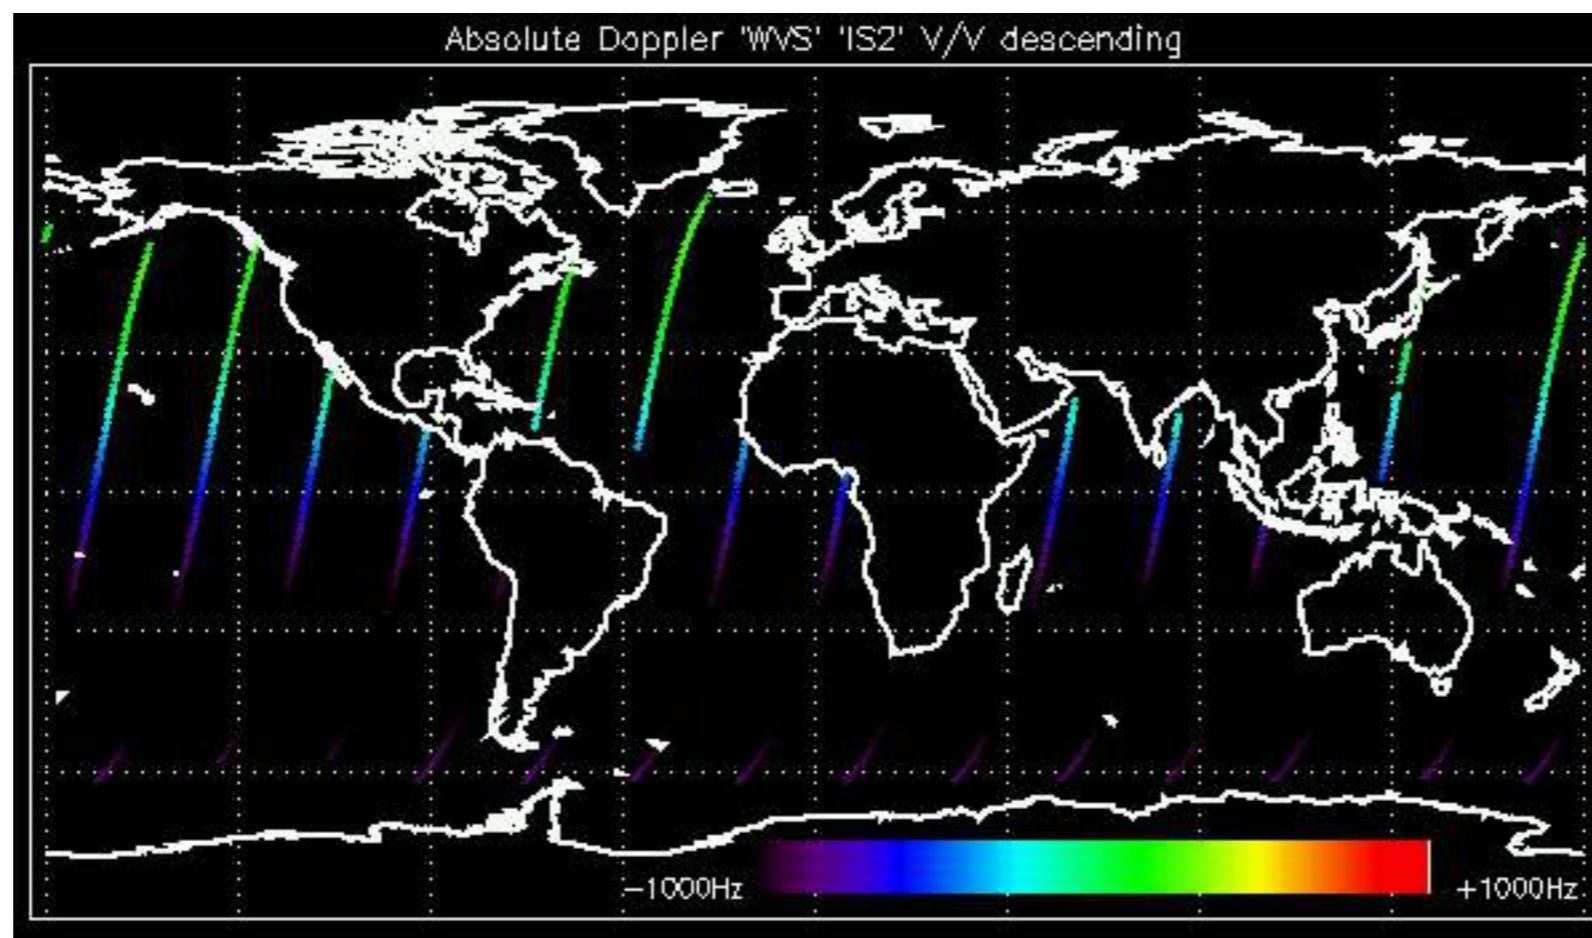 Absolute Doppler 'WVS' 'IS2' V/V descending
−1000Hz +1000Hz